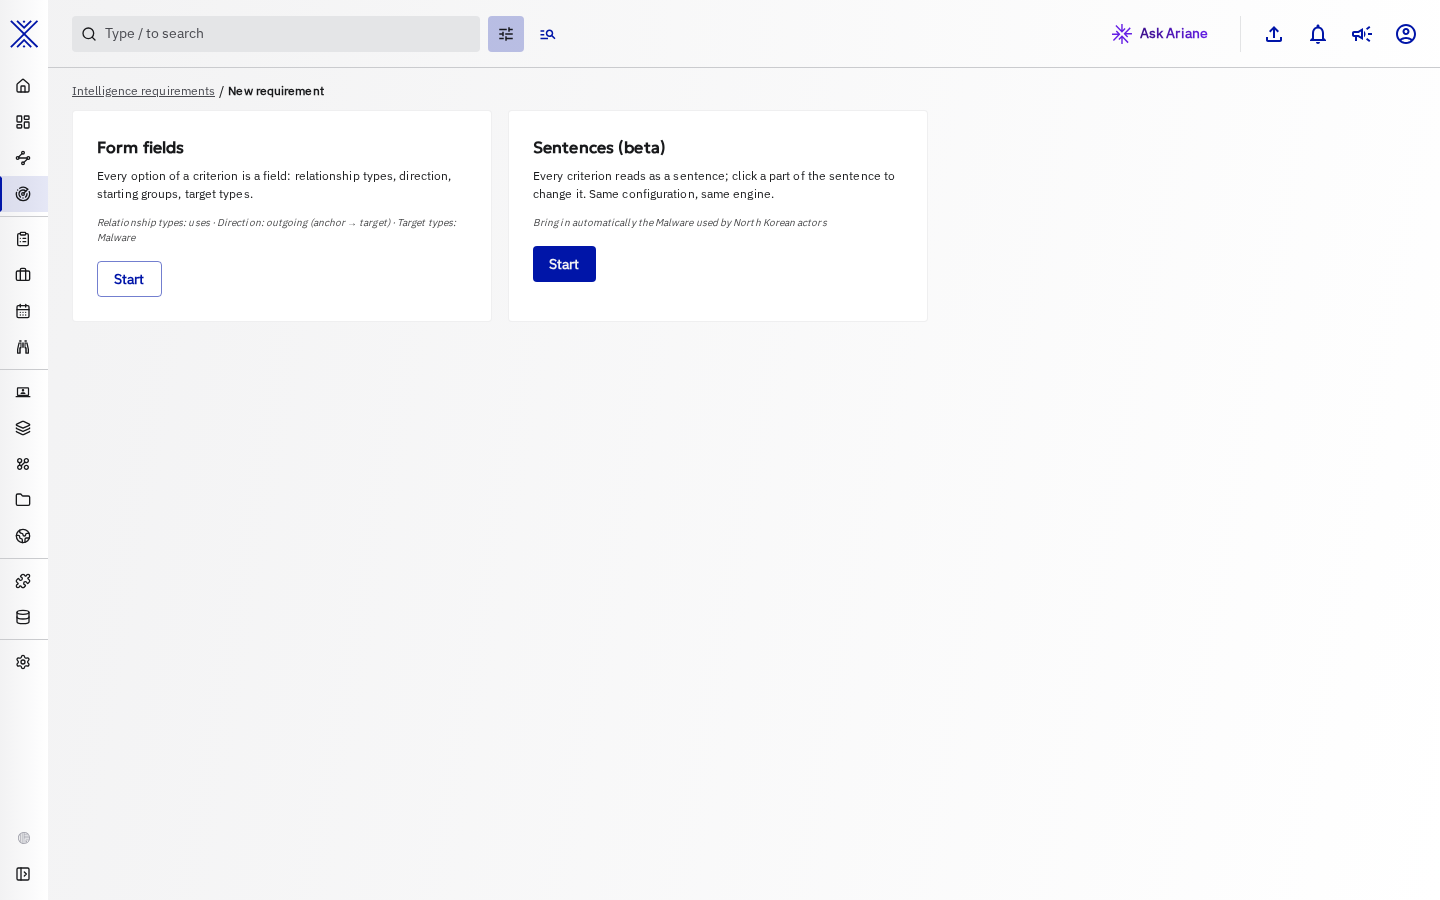 Type / to search
Ask Ariane
Intelligence requirements / New requirement
Form fields
Every option of a criterion is a field: relationship types, direction,
starting groups, target types.
Relationship types: uses · Direction: outgoing (anchor → target) · Target types:
Malware
Start
Sentences (beta)
Every criterion reads as a sentence; click a part of the sentence to
change it. Same configuration, same engine.
Bring in automatically the Malware used by North Korean actors
Start